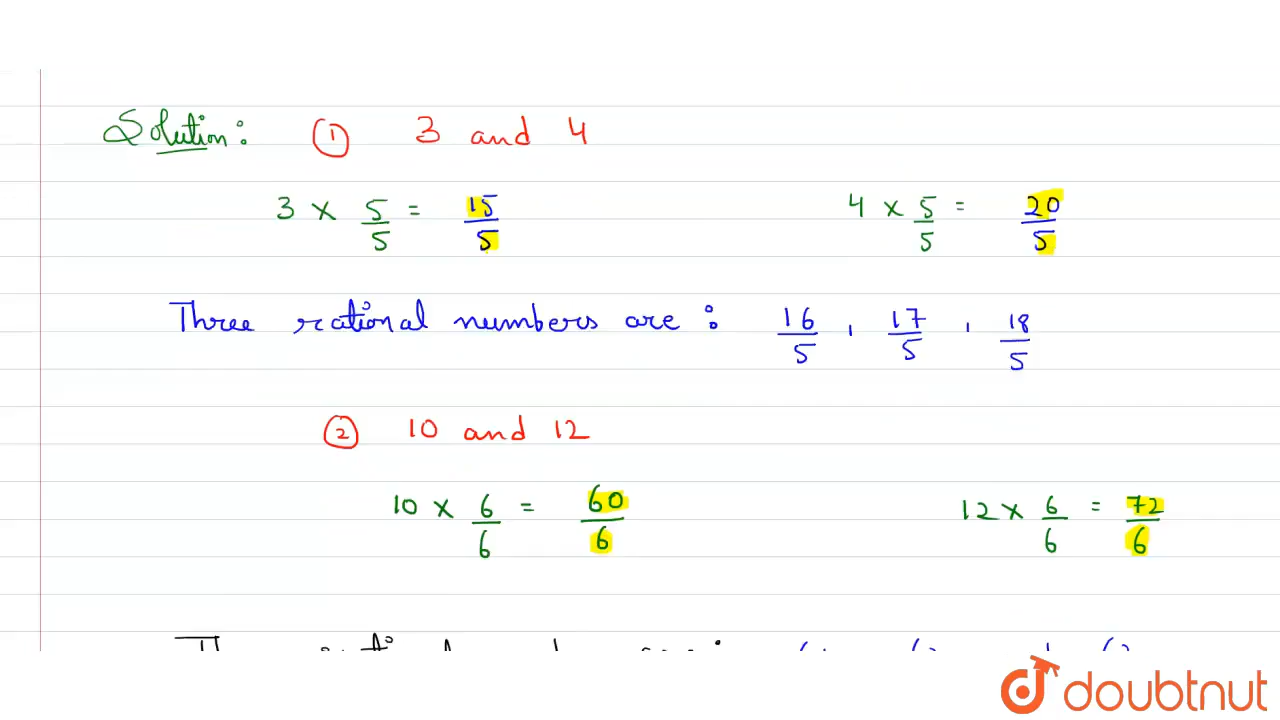 Solution: ① 3 and 4
3 × 5/5 = 15/5 4 × 5/5 = 20/5
Three rational numbers are : 16/5 , 17/5 , 18/5
② 10 and 12
10 × 6/6 = 60/6 12 × 6/6 = 72/6
doubtnut